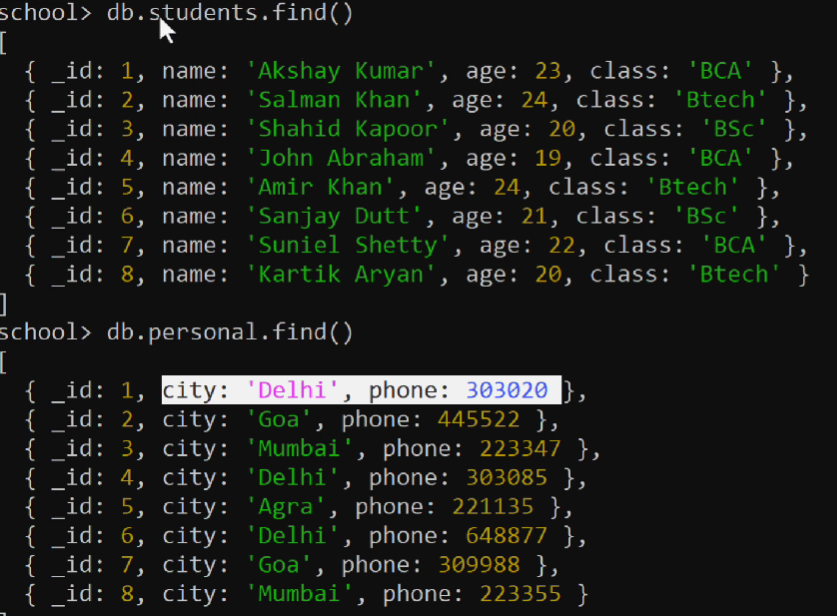 school> db.students.find()
[
{ _id: 1, name: 'Akshay Kumar', age: 23, class: 'BCA' },
{ _id: 2, name: 'Salman Khan', age: 24, class: 'Btech' },
{ _id: 3, name: 'Shahid Kapoor', age: 20, class: 'BSc' },
{ _id: 4, name: 'John Abraham', age: 19, class: 'BCA' },
{ _id: 5, name: 'Amir Khan', age: 24, class: 'Btech' },
{ _id: 6, name: 'Sanjay Dutt', age: 21, class: 'BSc' },
{ _id: 7, name: 'Suniel Shetty', age: 22, class: 'BCA' },
{ _id: 8, name: 'Kartik Aryan', age: 20, class: 'Btech' }
]
school> db.personal.find()
[
{ _id: 1, city: 'Delhi', phone: 303020 },
{ _id: 2, city: 'Goa', phone: 445522 },
{ _id: 3, city: 'Mumbai', phone: 223347 },
{ _id: 4, city: 'Delhi', phone: 303085 },
{ _id: 5, city: 'Agra', phone: 221135 },
{ _id: 6, city: 'Delhi', phone: 648877 },
{ _id: 7, city: 'Goa', phone: 309988 },
{ _id: 8, city: 'Mumbai', phone: 223355 }